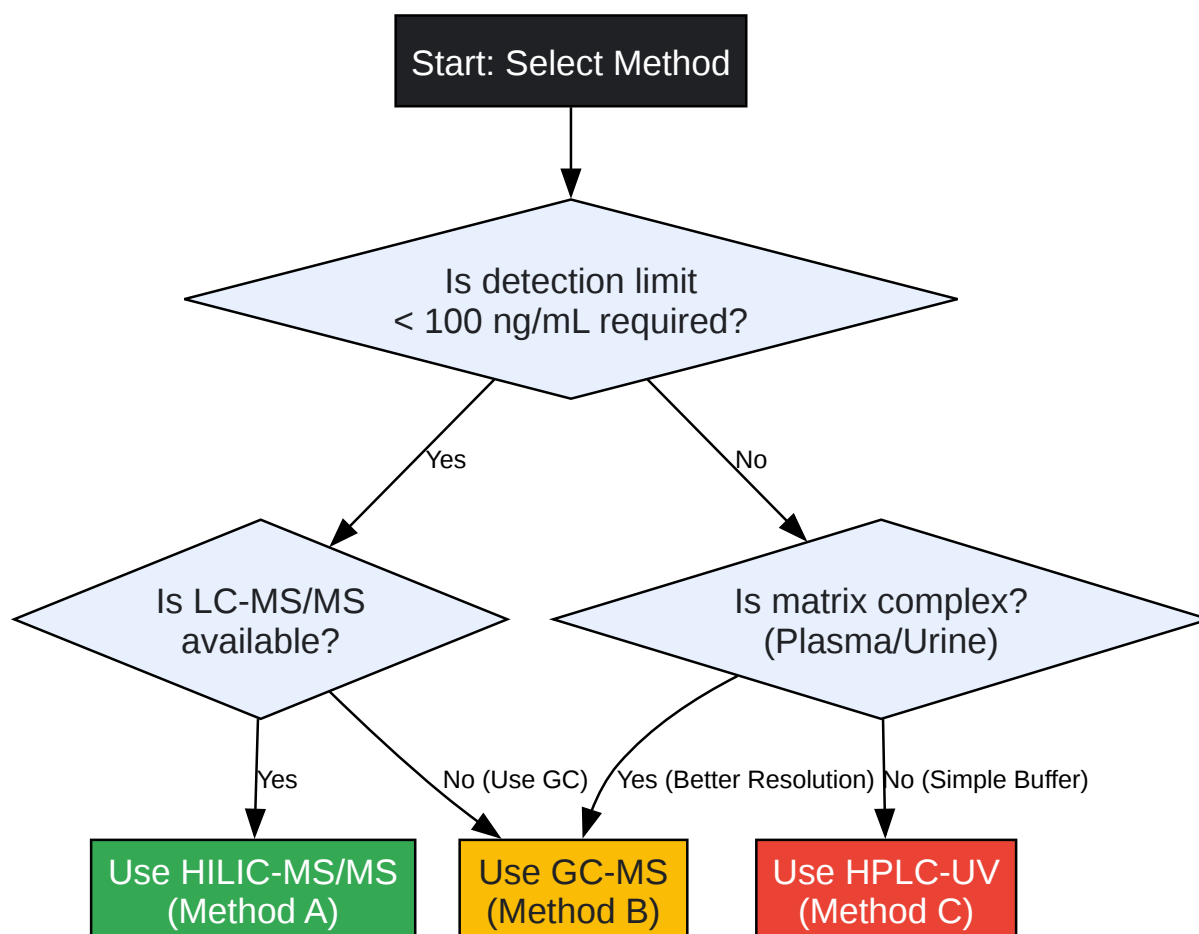 Start: Select Method
Is detection limit
< 100 ng/mL required?
Yes
No
Is LC-MS/MS
available?
Is matrix complex?
(Plasma/Urine)
Yes
No (Use GC)
Yes (Better Resolution)
No (Simple Buffer)
Use HILIC-MS/MS
(Method A)
Use GC-MS
(Method B)
Use HPLC-UV
(Method C)